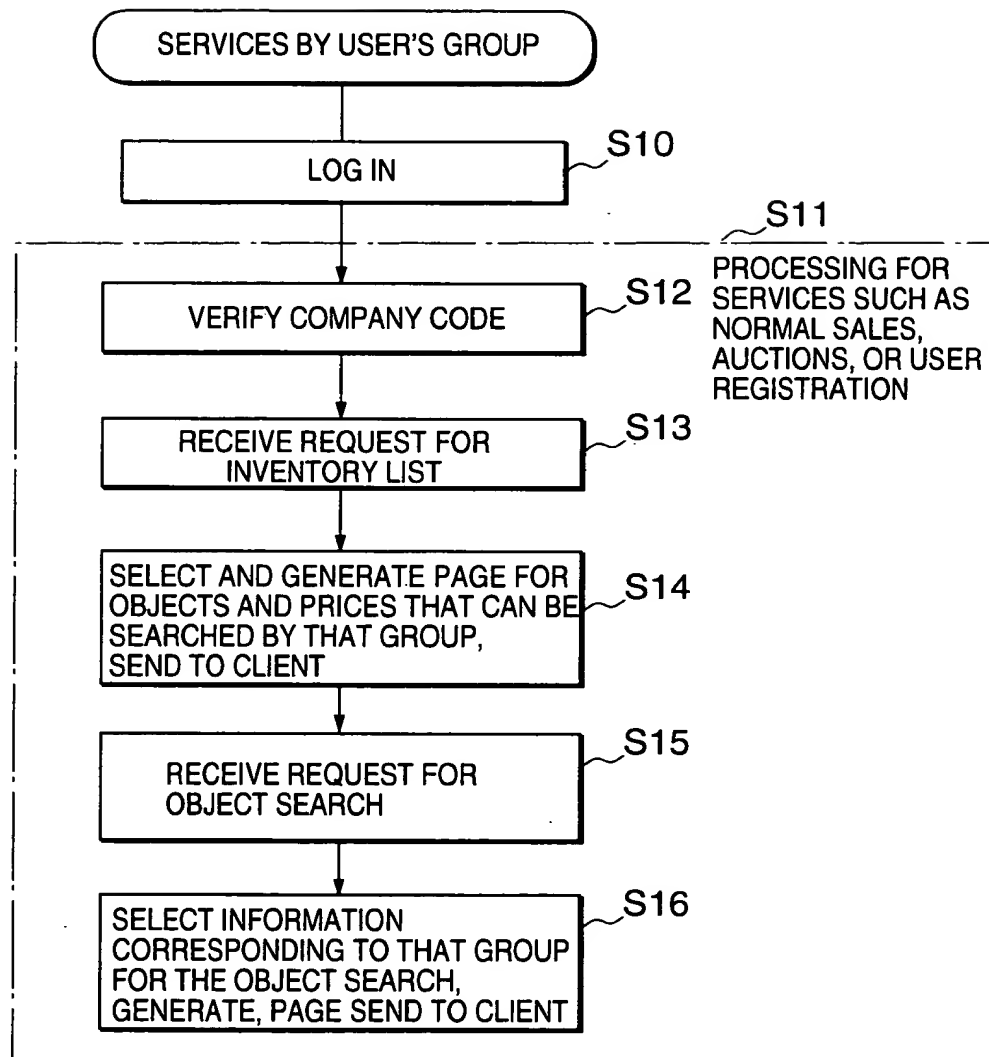 SERVICES BY USER'S GROUP
S10
LOG IN
S11
PROCESSING FOR
SERVICES SUCH AS
NORMAL SALES,
AUCTIONS, OR USER
REGISTRATION
S12
VERIFY COMPANY CODE
S13
RECEIVE REQUEST FOR
INVENTORY LIST
S14
SELECT AND GENERATE PAGE FOR
OBJECTS AND PRICES THAT CAN BE
SEARCHED BY THAT GROUP,
SEND TO CLIENT
S15
RECEIVE REQUEST FOR
OBJECT SEARCH
S16
SELECT INFORMATION
CORRESPONDING TO THAT GROUP
FOR THE OBJECT SEARCH,
GENERATE, PAGE SEND TO CLIENT